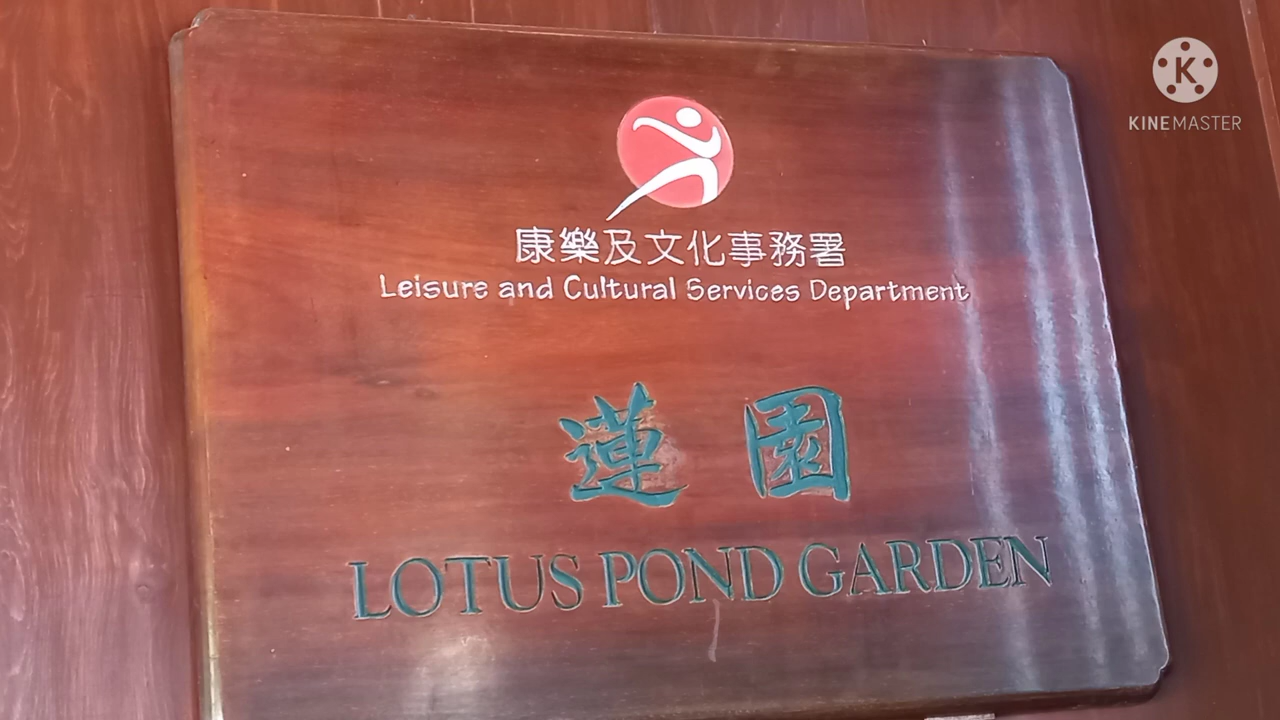 K
KINEMASTER
康樂及文化事務署
Leisure and Cultural Services Department
蓮園
LOTUS POND GARDEN